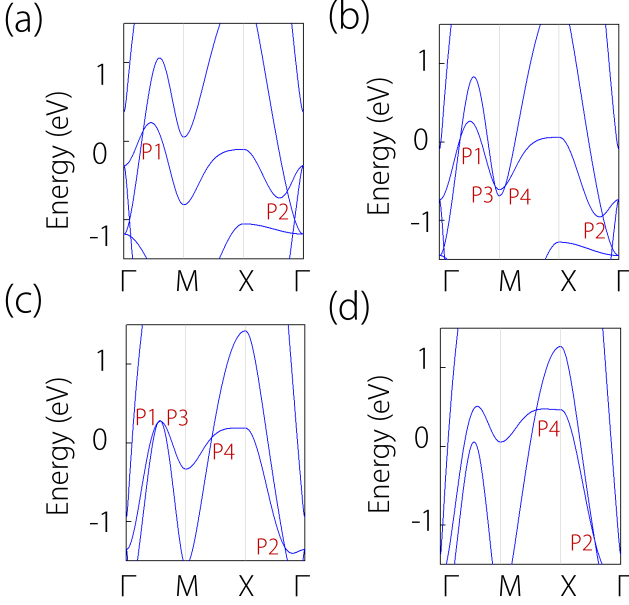 (a)
Energy (eV)
1
0
-1
P1
P2
Γ M X Γ
(b)
Energy (eV)
1
0
-1
P1
P3 P4
P2
Γ M X Γ
(c)
Energy (eV)
1
0
-1
P1 P3
P4
P2
Γ M X Γ
(d)
Energy (eV)
1
0
-1
P4
P2
Γ M X Γ